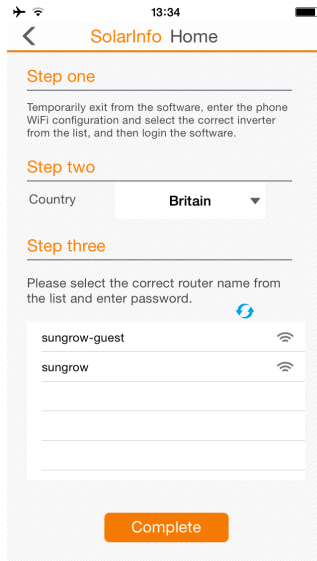 13:34
SolarInfo Home
Step one
Temporarily exit from the software, enter the phone
WiFi configuration and select the correct inverter
from the list, and then login the software.
Step two
Country Britain
Step three
Please select the correct router name from
the list and enter password.
sungrow-guest
sungrow
Complete